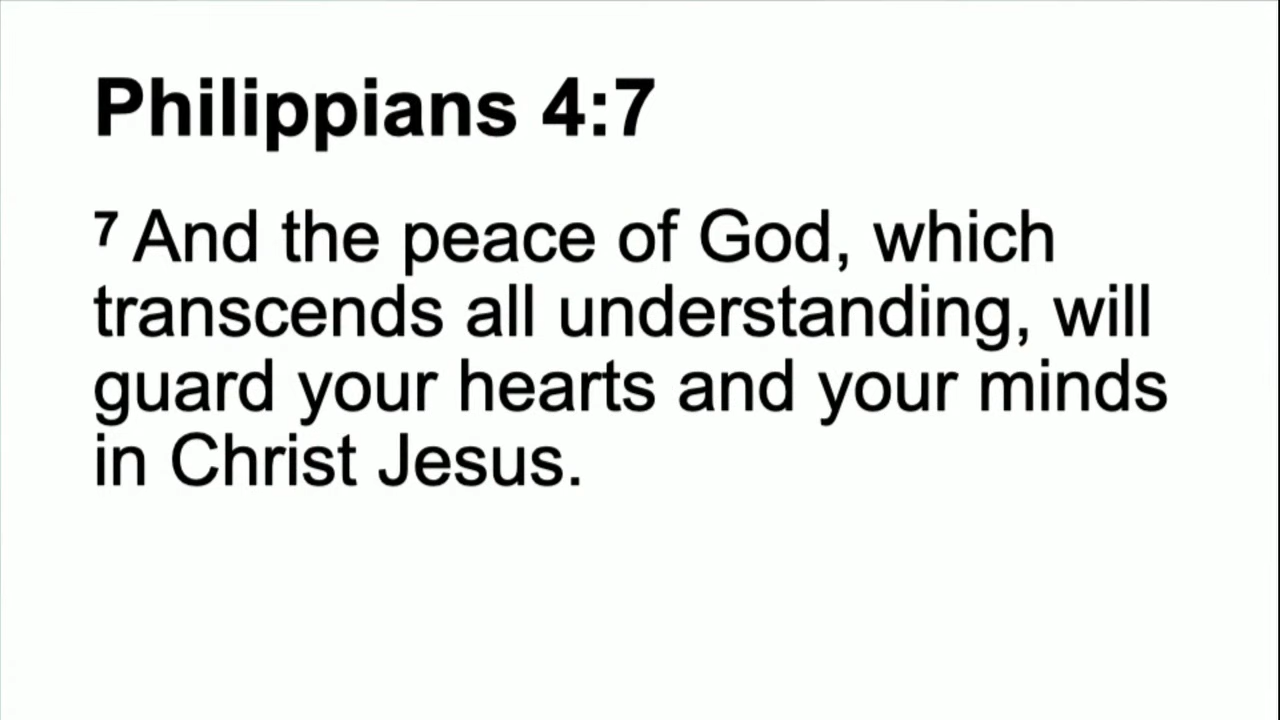 Philippians 4:7
7 And the peace of God, which
transcends all understanding, will
guard your hearts and your minds
in Christ Jesus.